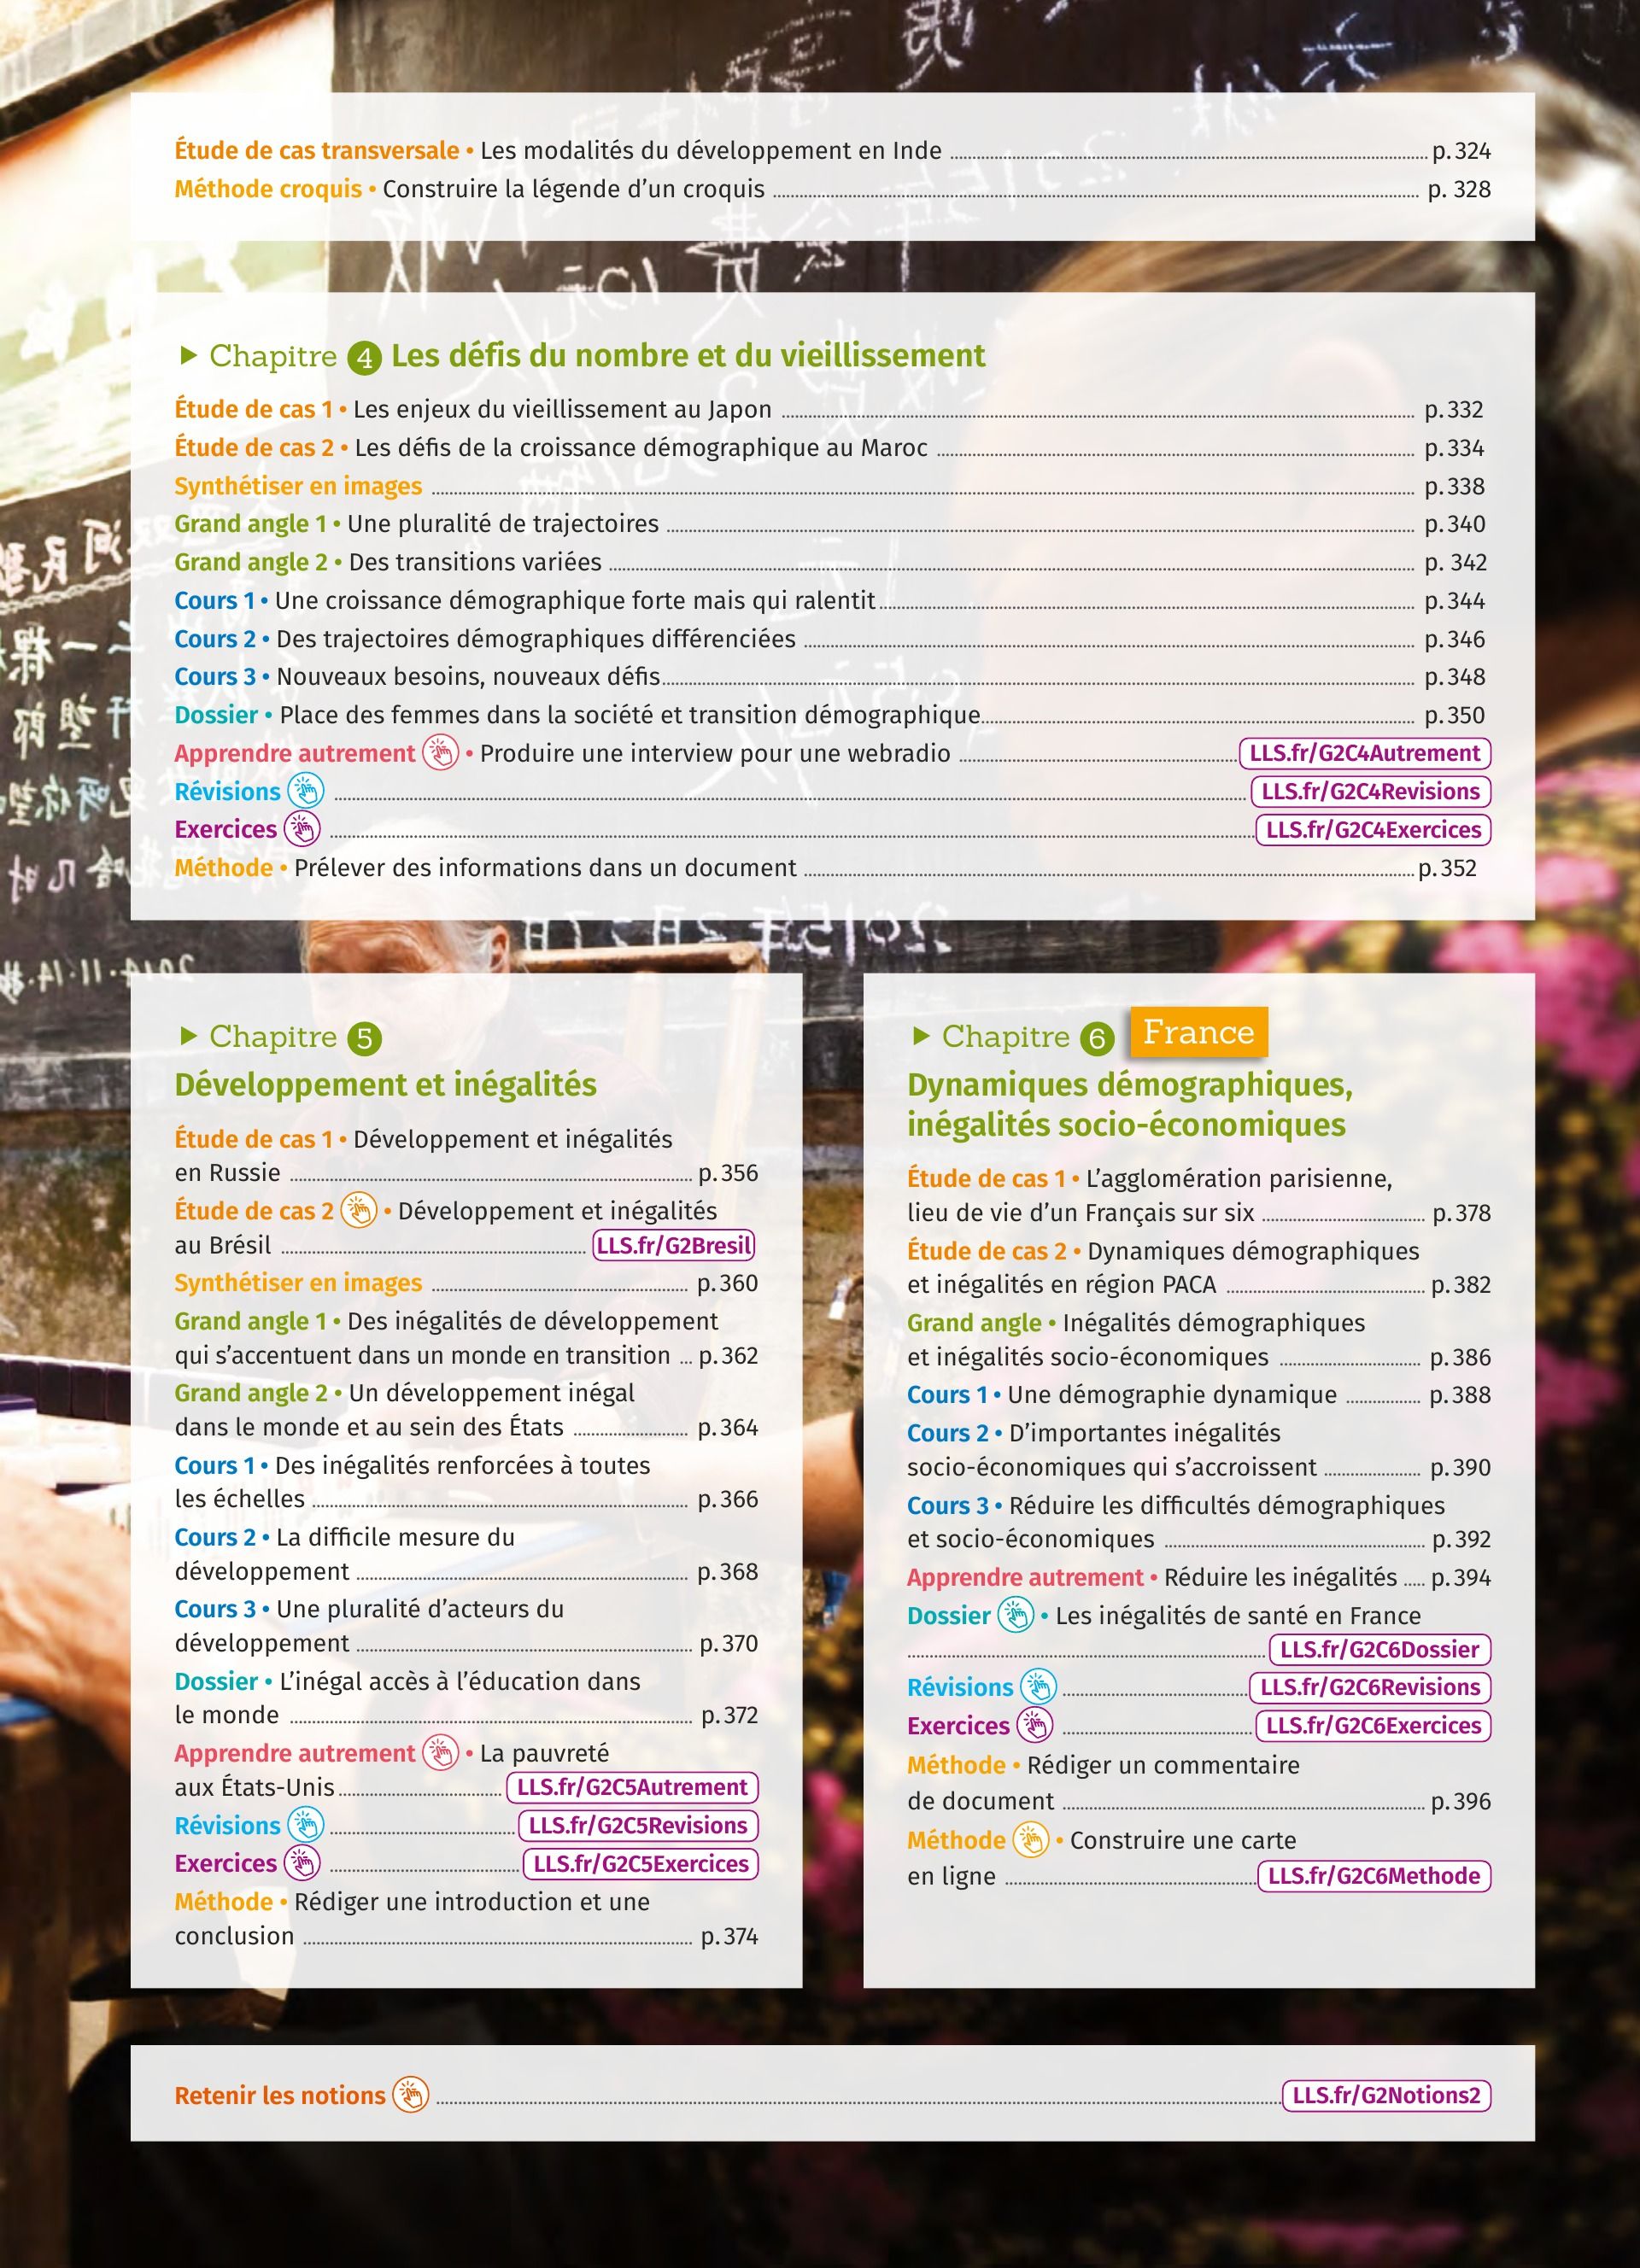 Étude de cas transversale • Les modalités du développement en Inde p. 324
Méthode croquis • Construire la légende d’un croquis p. 328
Chapitre 4 Les défis du nombre et du vieillissement
Étude de cas 1 • Les enjeux du vieillissement au Japon p. 332
Étude de cas 2 • Les défis de la croissance démographique au Maroc p. 334
Synthétiser en images p. 338
Grand angle 1 • Une pluralité de trajectoires p. 340
Grand angle 2 • Des transitions variées p. 342
Cours 1 • Une croissance démographique forte mais qui ralentit p. 344
Cours 2 • Des trajectoires démographiques différenciées p. 346
Cours 3 • Nouveaux besoins, nouveaux défis p. 348
Dossier • Place des femmes dans la société et transition démographique p. 350
Apprendre autrement • Produire une interview pour une webradio LLS.fr/G2C4Autrement
Révisions LLS.fr/G2C4Revisions
Exercices LLS.fr/G2C4Exercices
Méthode • Prélever des informations dans un document p. 352
Chapitre 5
Développement et inégalités
Étude de cas 1 • Développement et inégalités
en Russie p. 356
Étude de cas 2 • Développement et inégalités
au Brésil LLS.fr/G2Bresil
Synthétiser en images p. 360
Grand angle 1 • Des inégalités de développement
qui s’accentuent dans un monde en transition p. 362
Grand angle 2 • Un développement inégal
dans le monde et au sein des États p. 364
Cours 1 • Des inégalités renforcées à toutes
les échelles p. 366
Cours 2 • La difficile mesure du
développement p. 368
Cours 3 • Une pluralité d’acteurs du
développement p. 370
Dossier • L’inégal accès à l’éducation dans
le monde p. 372
Apprendre autrement • La pauvreté
aux États-Unis LLS.fr/G2C5Autrement
Révisions LLS.fr/G2C5Revisions
Exercices LLS.fr/G2C5Exercices
Méthode • Rédiger une introduction et une
conclusion p. 374
Chapitre 6 France
Dynamiques démographiques,
inégalités socio-économiques
Étude de cas 1 • L’agglomération parisienne,
lieu de vie d’un Français sur six p. 378
Étude de cas 2 • Dynamiques démographiques
et inégalités en région PACA p. 382
Grand angle • Inégalités démographiques
et inégalités socio-économiques p. 386
Cours 1 • Une démographie dynamique p. 388
Cours 2 • D’importantes inégalités
socio-économiques qui s’accroissent p. 390
Cours 3 • Réduire les difficultés démographiques
et socio-économiques p. 392
Apprendre autrement • Réduire les inégalités p. 394
Dossier • Les inégalités de santé en France
LLS.fr/G2C6Dossier
Révisions LLS.fr/G2C6Revisions
Exercices LLS.fr/G2C6Exercices
Méthode • Rédiger un commentaire
de document p. 396
Méthode • Construire une carte
en ligne LLS.fr/G2C6Methode
Retenir les notions LLS.fr/G2Notions2